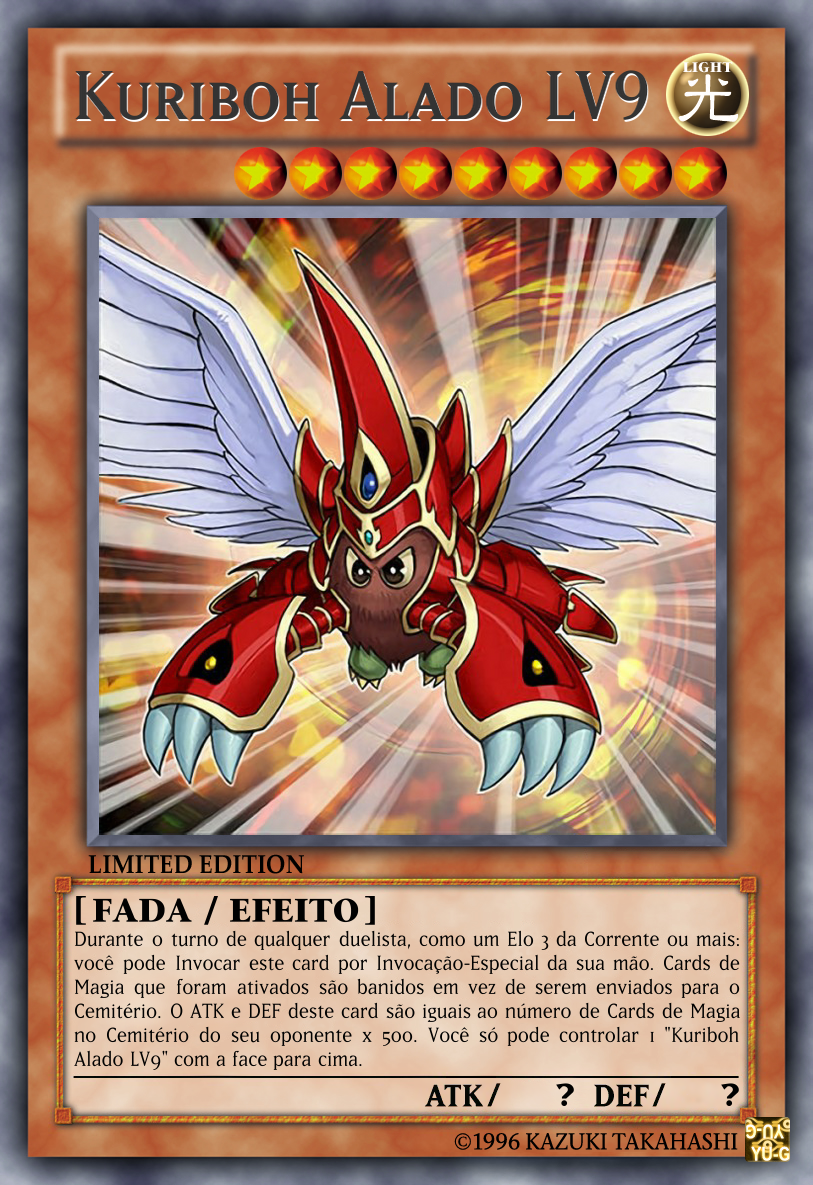 Kuriboh Alado LV9
LIGHT
光
LIMITED EDITION
[ FADA / EFEITO ]
Durante o turno de qualquer duelista, como um Elo 3 da Corrente ou mais:
você pode Invocar este card por Invocação-Especial da sua mão. Cards de
Magia que foram ativados são banidos em vez de serem enviados para o
Cemitério. O ATK e DEF deste card são iguais ao número de Cards de Magia
no Cemitério do seu oponente x 500. Você só pode controlar 1 "Kuriboh
Alado LV9" com a face para cima.
ATK/ ? DEF/ ?
©1996 KAZUKI TAKAHASHI